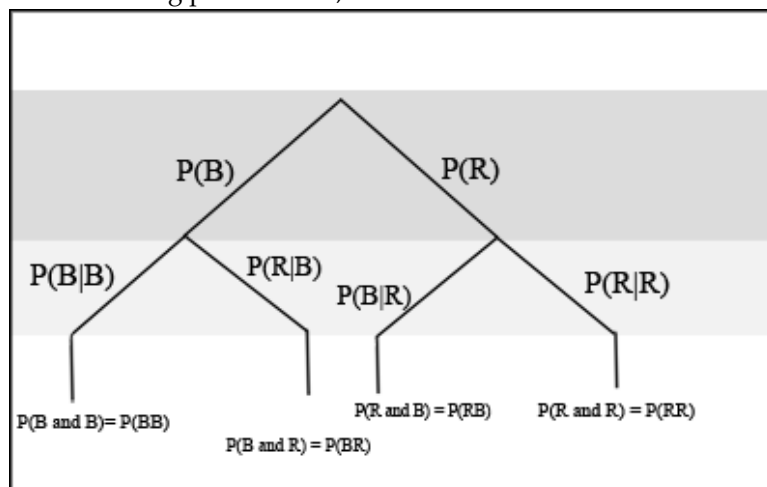 P(B)
P(R)
P(B|B)
P(R|B)
P(B|R)
P(R|R)
P(B and B)= P(BB)
P(B and R) = P(BR)
P(R and B) = P(RB)
P(R and R) = P(RR)